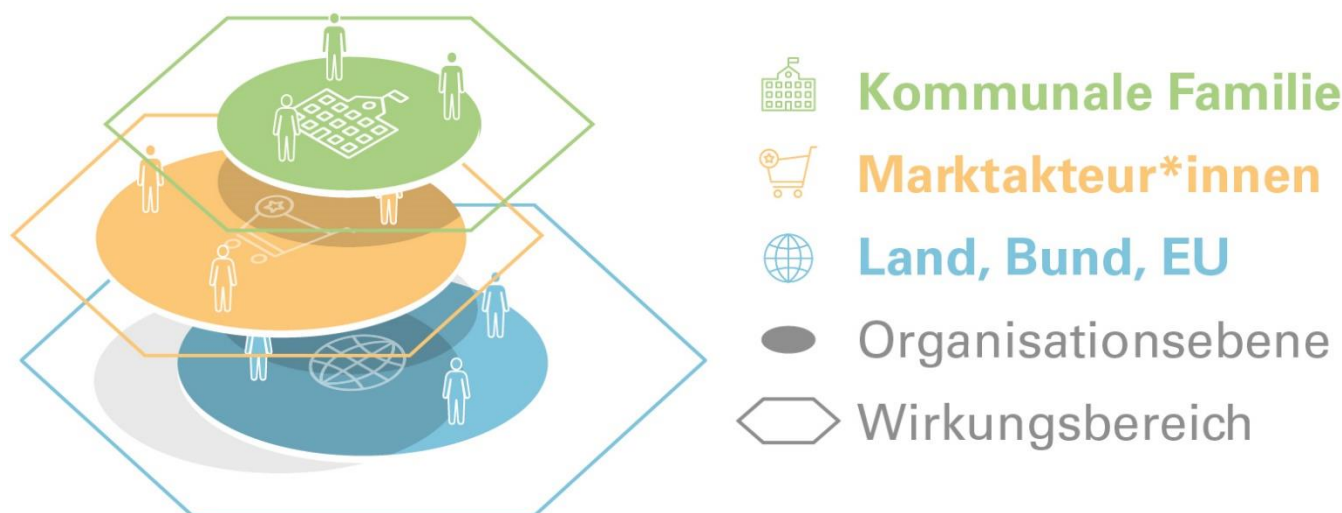 Kommunale Familie
Marktakteur*innen
Land, Bund, EU
Organisationsebene
Wirkungsbereich